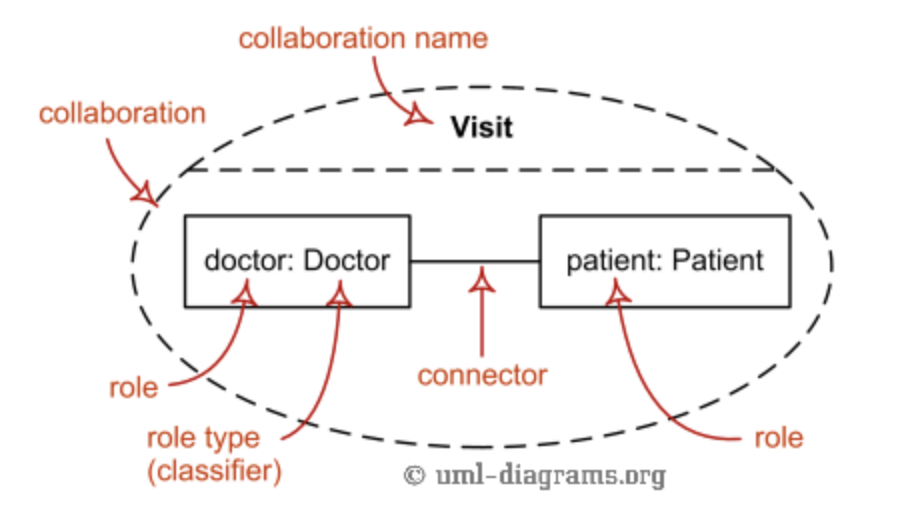 collaboration name
collaboration
Visit
doctor: Doctor
patient: Patient
connector
role
role type
(classifier)
role
© uml-diagrams.org